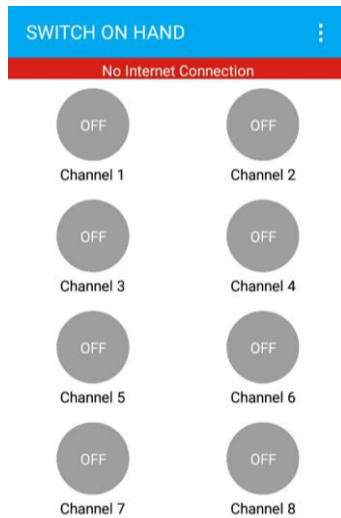 SWITCH ON HAND
No Internet Connection
OFF OFF
Channel 1 Channel 2
OFF OFF
Channel 3 Channel 4
OFF OFF
Channel 5 Channel 6
OFF OFF
Channel 7 Channel 8